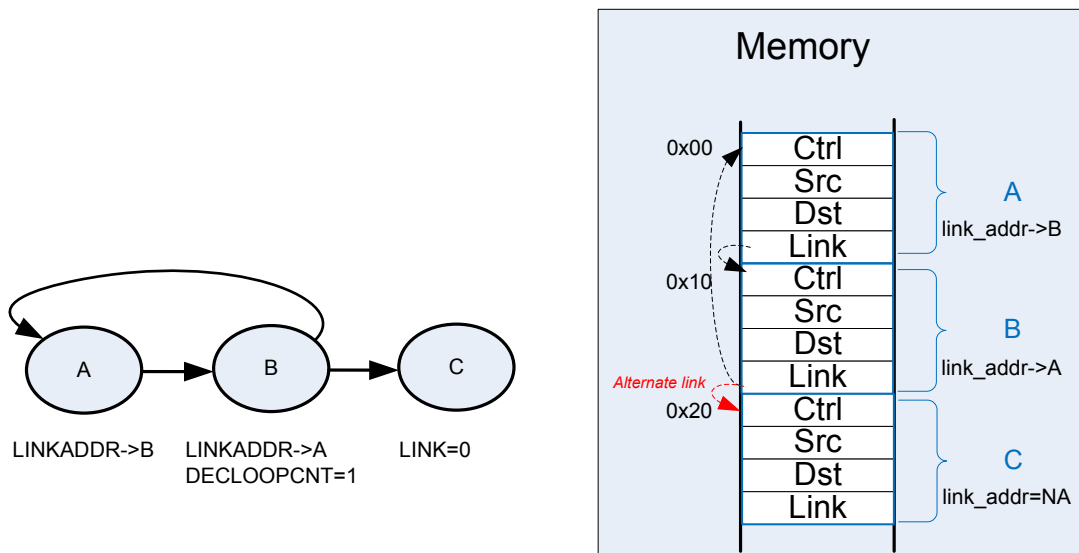 A
B
C
LINKADDR->B
LINKADDR->A
DECLOOPCNT=1
LINK=0
Memory
0x00
Ctrl
Src
Dst
Link
A
link_addr->B
0x10
Ctrl
Src
Dst
Link
B
link_addr->A
Alternate link
0x20
Ctrl
Src
Dst
Link
C
link_addr=NA